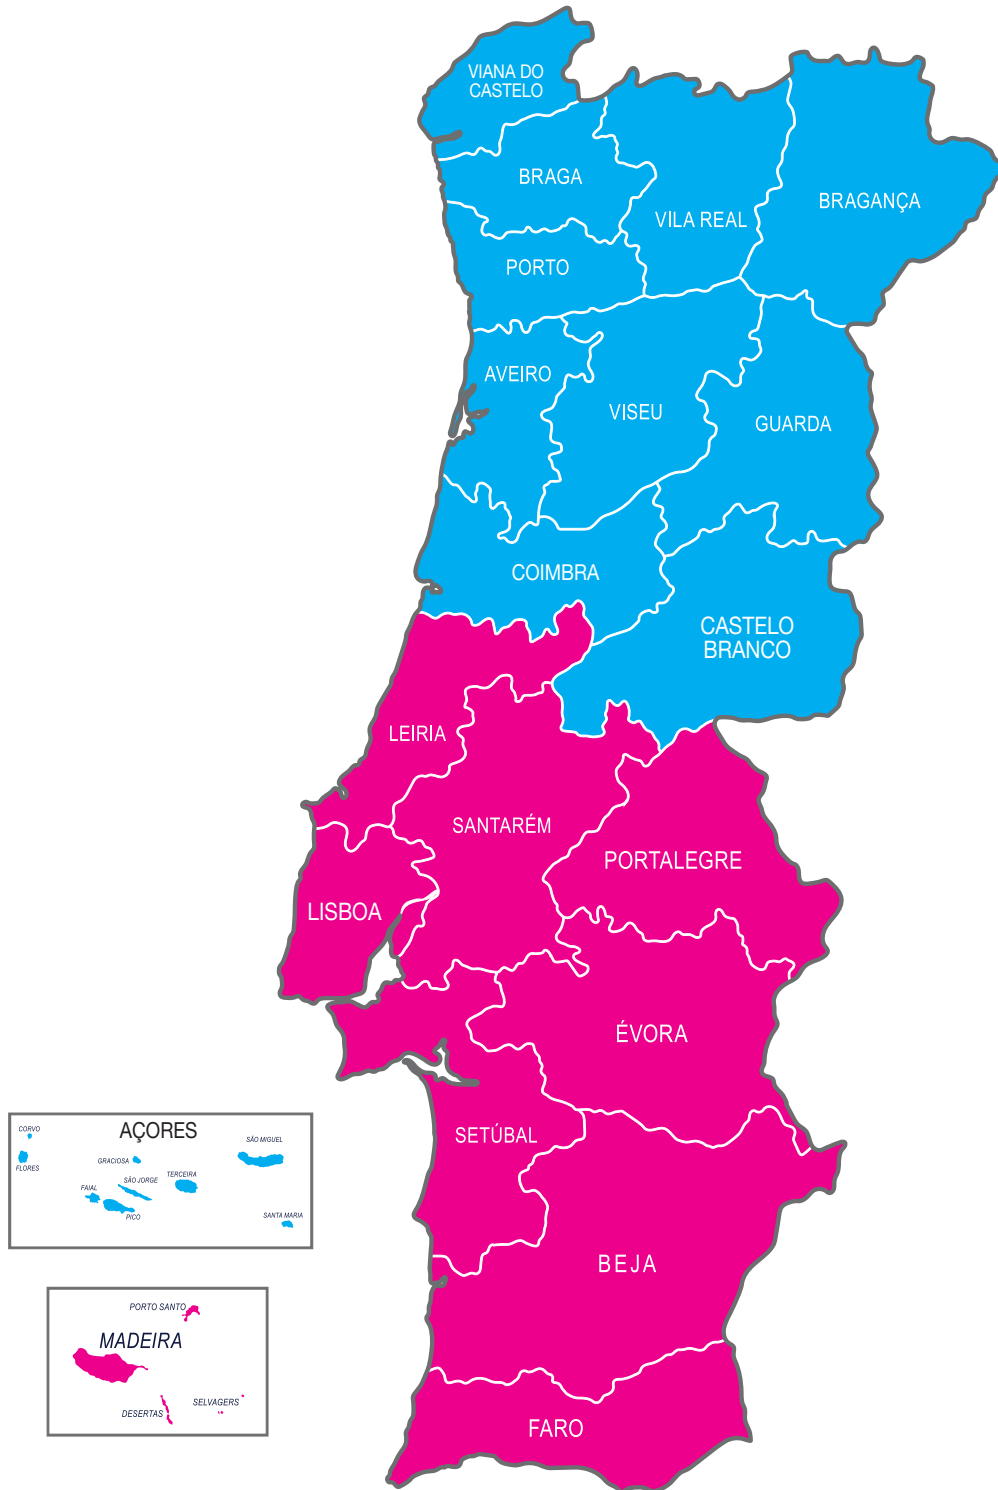 VIANA DO
CASTELO
BRAGA
VILA REAL
BRAGANÇA
PORTO
AVEIRO
VISEU
GUARDA
COIMBRA
CASTELO
BRANCO
LEIRIA
SANTARÉM
PORTALEGRE
LISBOA
ÉVORA
SETÚBAL
BEJA
FARO
AÇORES
CORVO
FLORES
GRACIOSA
SÃO MIGUEL
TERCEIRA
SÃO JORGE
FAIAL
PICO
SANTA MARIA
PORTO SANTO
MADEIRA
DESERTAS
SELVAGERS